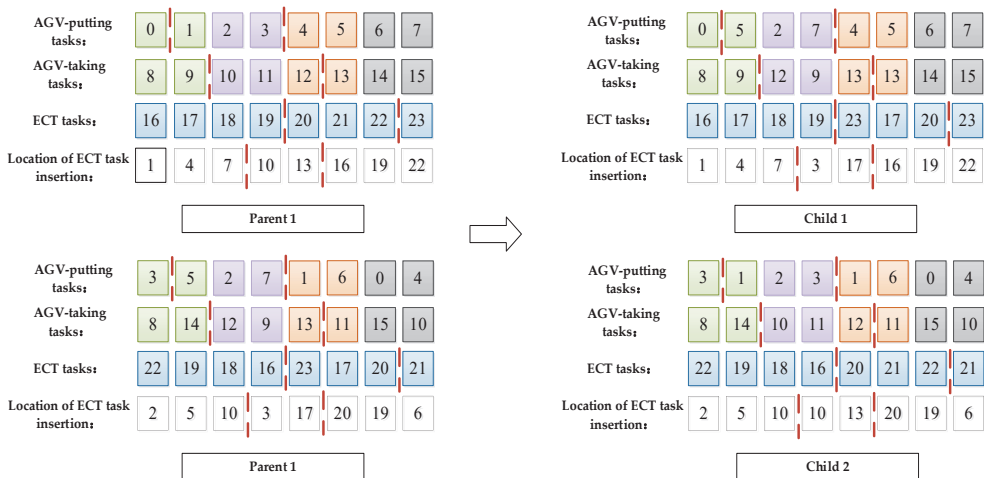 AGV-putting
tasks:
0 1 2 3 4 5 6 7
AGV-taking
tasks:
8 9 10 11 12 13 14 15
ECT tasks:
16 17 18 19 20 21 22 23
Location of ECT task
insertion:
1 4 7 10 13 16 19 22
Parent 1
AGV-putting
tasks:
3 5 2 7 1 6 0 4
AGV-taking
tasks:
8 14 12 9 13 11 15 10
ECT tasks:
22 19 18 16 23 17 20 21
Location of ECT task
insertion:
2 5 10 3 17 20 19 6
Parent 1
AGV-putting
tasks:
0 5 2 7 4 5 6 7
AGV-taking
tasks:
8 9 12 9 13 13 14 15
ECT tasks:
16 17 18 19 23 17 20 23
Location of ECT task
insertion:
1 4 7 3 17 16 19 22
Child 1
AGV-putting
tasks:
3 1 2 3 1 6 0 4
AGV-taking
tasks:
8 14 10 11 12 11 15 10
ECT tasks:
22 19 18 16 20 21 22 21
Location of ECT task
insertion:
2 5 10 10 13 20 19 6
Child 2